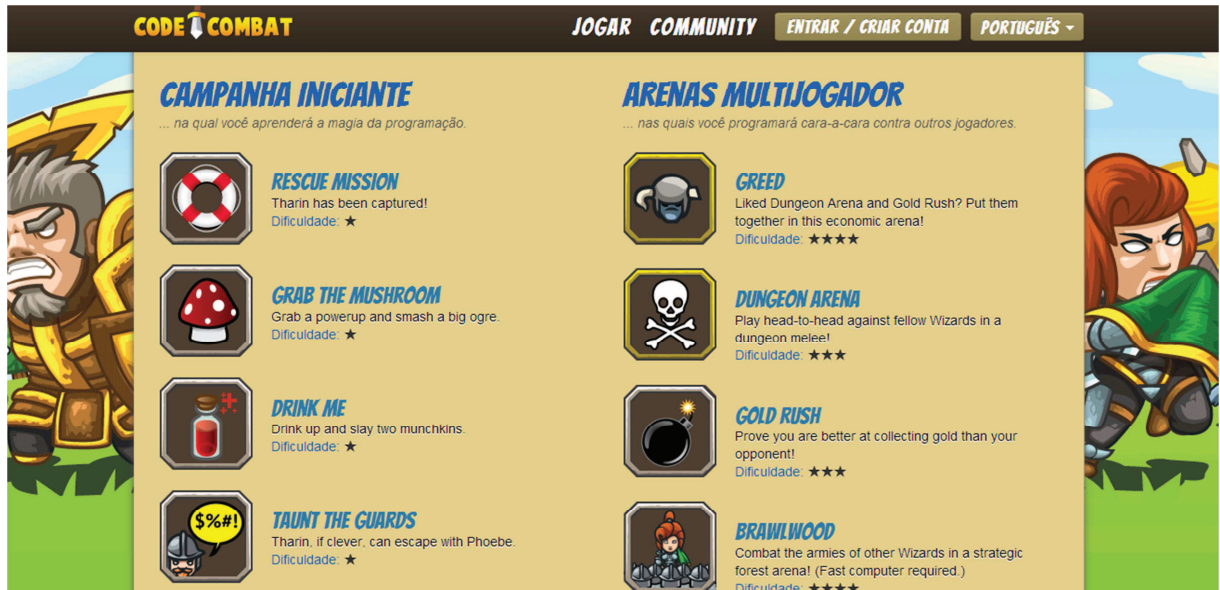 CODE COMBAT
JOGAR COMMUNITY ENTRAR / CRIAR CONTA PORTUGUÊS
CAMPANHA INICIANTE
... na qual você aprenderá a magia da programação.
RESCUE MISSION
Tharin has been captured!
Dificuldade: ★
GRAB THE MUSHROOM
Grab a powerup and smash a big ogre.
Dificuldade: ★
DRINK ME
Drink up and slay two munchkins.
Dificuldade: ★
$%#!
TAUNT THE GUARDS
Tharin, if clever, can escape with Phoebe.
Dificuldade: ★
ARENAS MULTIJOGADOR
... nas quais você programará cara-a-cara contra outros jogadores.
GREED
Liked Dungeon Arena and Gold Rush? Put them
together in this economic arena!
Dificuldade: ★★★★
DUNGEON ARENA
Play head-to-head against fellow Wizards in a
dungeon melee!
Dificuldade: ★★★
GOLD RUSH
Prove you are better at collecting gold than your
opponent!
Dificuldade: ★★★
BRAWLWOOD
Combat the armies of other Wizards in a strategic
forest arena! (Fast computer required.)
Dificuldade: ★★★★